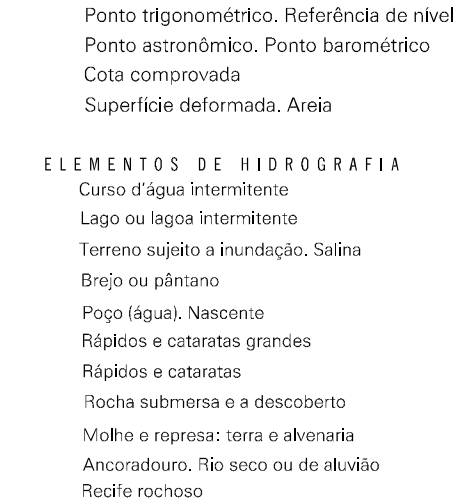 Ponto trigonométrico. Referência de nível
Ponto astronômico. Ponto barométrico
Cota comprovada
Superfície deformada. Areia
ELEMENTOS DE HIDROGRAFIA
Curso d'água intermitente
Lago ou lagoa intermitente
Terreno sujeito a inundação. Salina
Brejo ou pântano
Poço (água). Nascente
Rápidos e cataratas grandes
Rápidos e cataratas
Rocha submersa e a descoberto
Molhe e represa: terra e alvenaria
Ancoradouro. Rio seco ou de aluvião
Recife rochoso